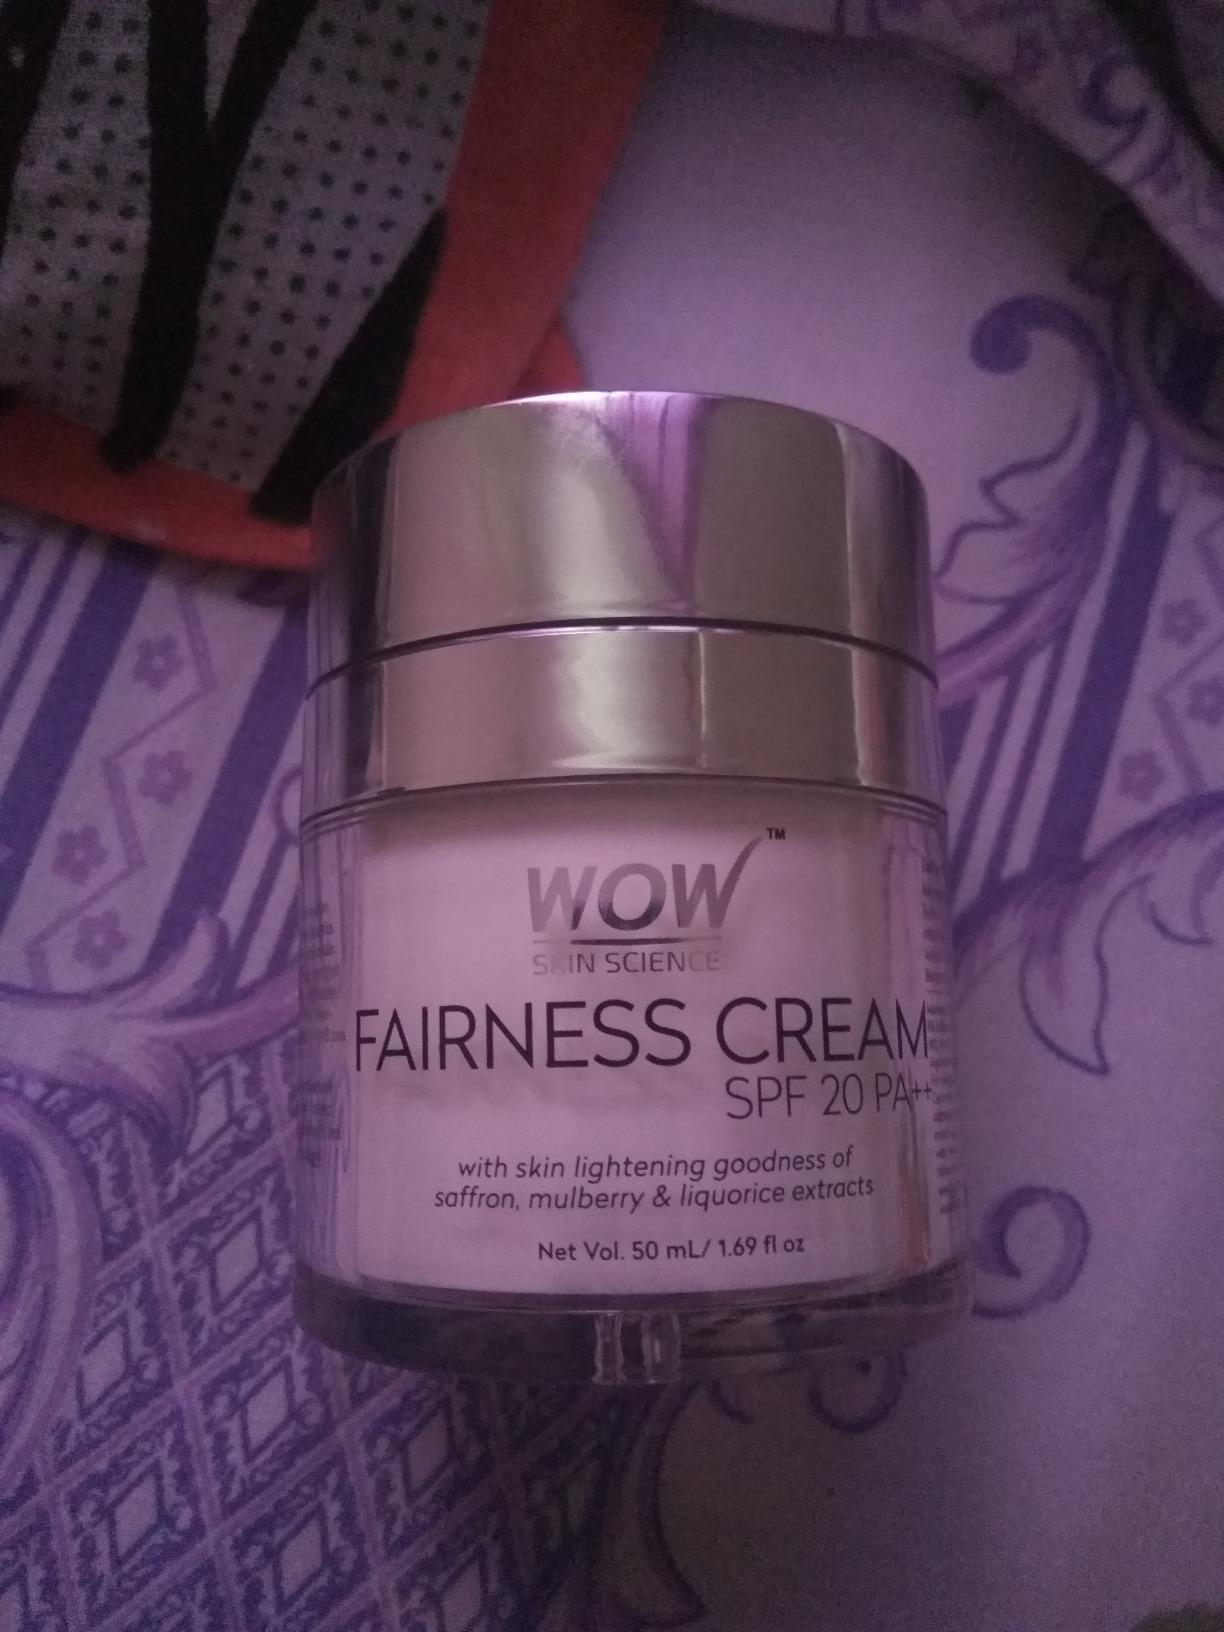 WOW™
SKIN SCIENCE
FAIRNESS CREAM
SPF 20 PA++
with skin lightening goodness of
saffron, mulberry & liquorice extracts
Net Vol. 50 mL/ 1.69 fl oz